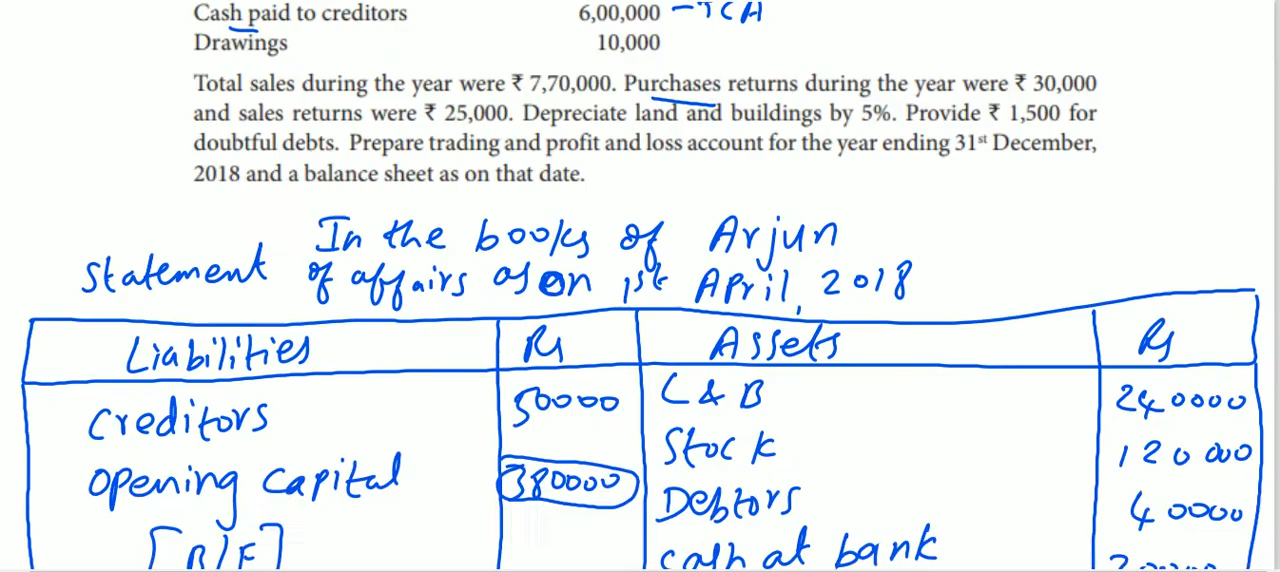 Cash paid to creditors 6,00,000 - TCA
Drawings 10,000
Total sales during the year were ₹ 7,70,000. Purchases returns during the year were ₹ 30,000
and sales returns were ₹ 25,000. Depreciate land and buildings by 5%. Provide ₹ 1,500 for
doubtful debts. Prepare trading and profit and loss account for the year ending 31st December,
2018 and a balance sheet as on that date.
In the books of Arjun
Statement of affairs as on 1st April, 2018
Liabilities Rs Assets Rs
Creditors 50000 C & B 240000
Stock 120000
Opening Capital 380000 Debtors 40000
[B/F] Cash at bank